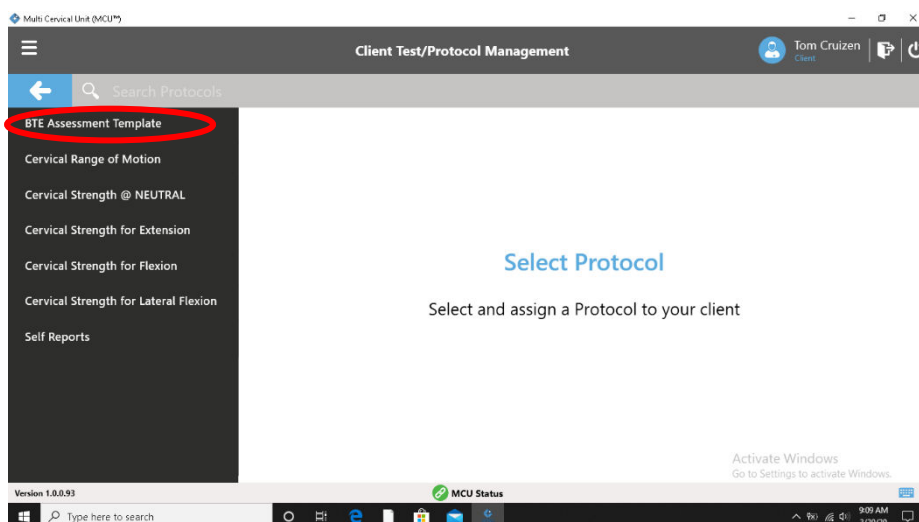 Multi Cervical Unit (MCU™)
Client Test/Protocol Management
Tom Cruizen
Client
Search Protocols
BTE Assessment Template
Cervical Range of Motion
Cervical Strength @ NEUTRAL
Cervical Strength for Extension
Cervical Strength for Flexion
Cervical Strength for Lateral Flexion
Self Reports
Select Protocol
Select and assign a Protocol to your client
Activate Windows
Go to Settings to activate Windows.
Version 1.0.0.93
MCU Status
Type here to search
9:09 AM